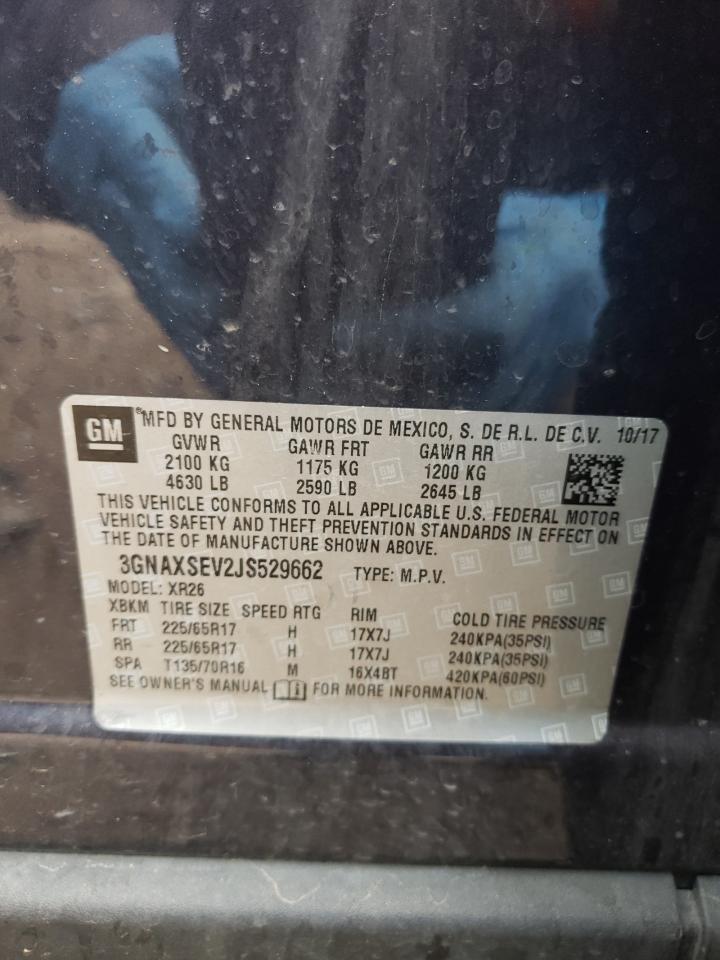 GM ®MFD BY GENERAL MOTORS DE MEXICO, S. DE R.L. DE C.V. 10/17
GVWR GAWR FRT GAWR RR
2100 KG 1175 KG 1200 KG
4630 LB 2590 LB 2645 LB
THIS VEHICLE CONFORMS TO ALL APPLICABLE U.S. FEDERAL MOTOR
VEHICLE SAFETY AND THEFT PREVENTION STANDARDS IN EFFECT ON
THE DATE OF MANUFACTURE SHOWN ABOVE.
3GNAXSEV2JS529662 TYPE: M.P.V.
MODEL: XR26
XBKM TIRE SIZE SPEED RTG RIM COLD TIRE PRESSURE
FRT 225/65R17 H 17X7J 240KPA(35PSI)
RR 225/65R17 H 17X7J 240KPA(35PSI)
SPA T135/70R16 M 16X4BT 420KPA(60PSI)
SEE OWNER'S MANUAL FOR MORE INFORMATION.